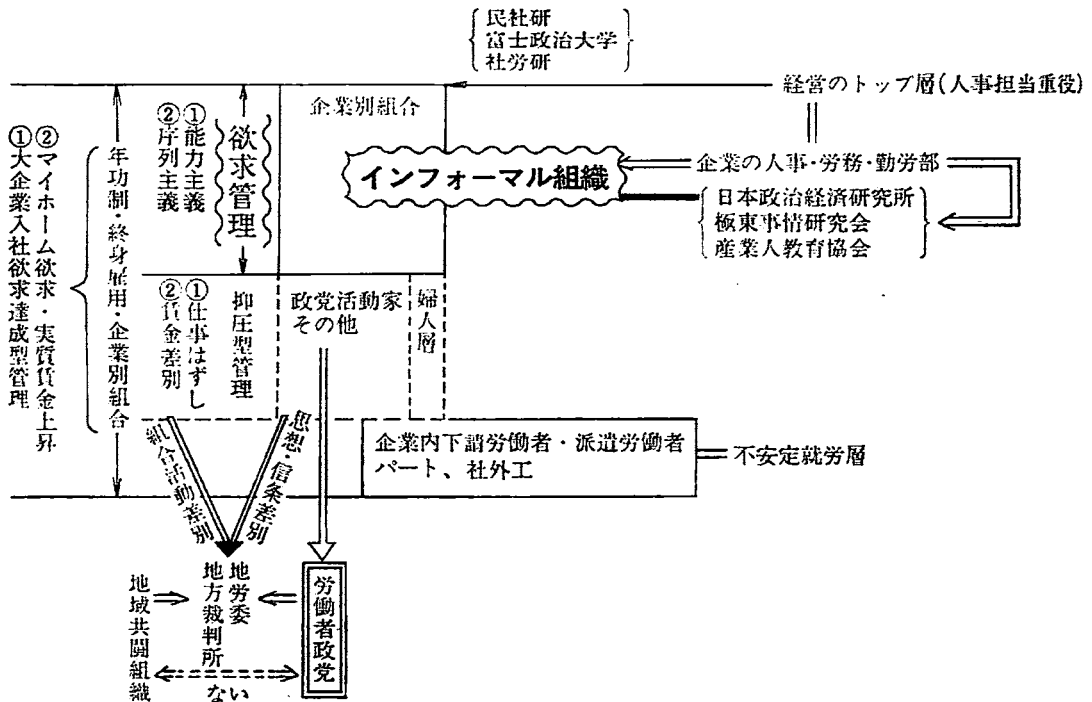 民社研
富士政治大学
社労研
経営のトップ層(人事担当重役)
企業別組合
インフォーマル組織
企業の人事・労務・勤労部
日本政治経済研究所
極東事情研究会
産業人教育協会
欲求管理
①能力主義
②序列主義
年功制・終身雇用・企業別組合
②マイホーム欲求・実質賃金上昇
①大企業入社欲求達成型管理
抑圧型管理
①仕事はずし
②賃金差別
政党活動家
その他
婦人層
企業内下請労働者・派遣労働者
パート、社外工
不安定就労層
思想・信条差別
組合活動差別
地労委
地方裁判所
労働者政党
地域共闘組織
ない